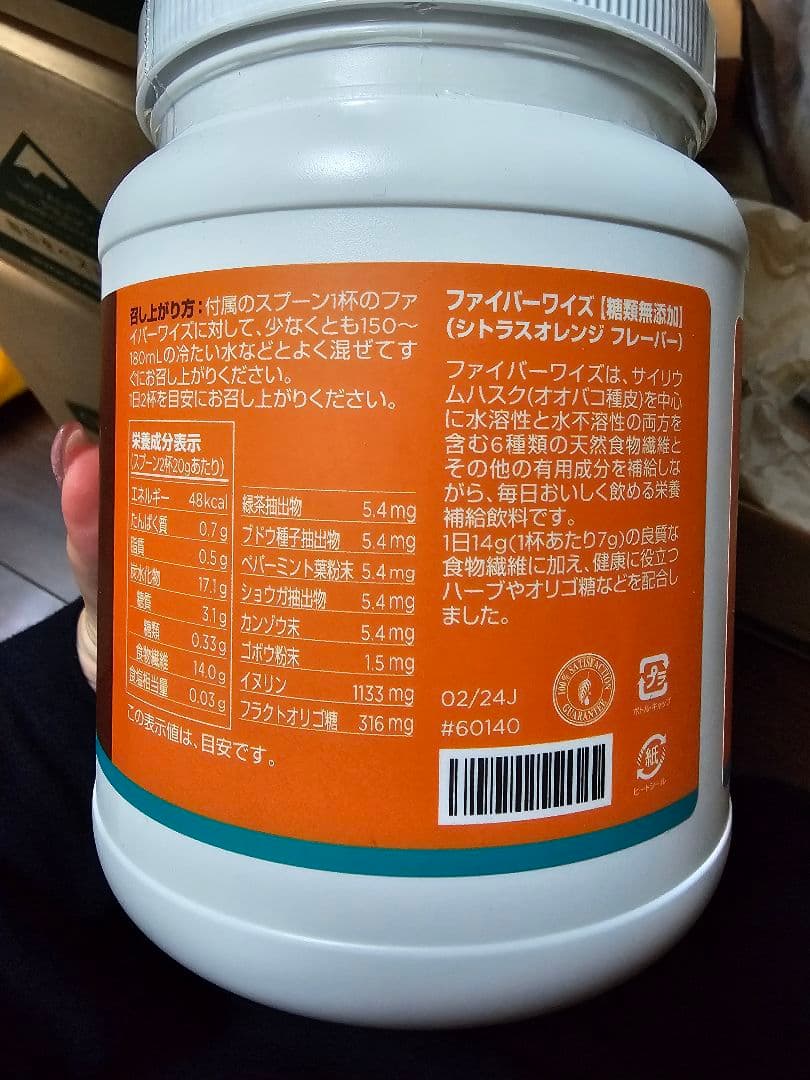 召し上がり方：付属のスプーン1杯のファ
イバーワイズに対して、少なくとも150〜
180mLの冷たい水などとよく混ぜてす
ぐにお召し上がりください。
1日2杯を目安にお召し上がりください。
栄養成分表示
(スプーン2杯20gあたり)
エネルギー 48kcal
たんぱく質 0.7g
脂質 0.5g
炭水化物 17.1g
糖質 3.1g
糖類 0.33g
食物繊維 14.0g
食塩相当量 0.03g
緑茶抽出物 5.4mg
ブドウ種子抽出物 5.4mg
ペパーミント葉粉末 5.4mg
ショウガ抽出物 5.4mg
カンゾウ末 5.4mg
ゴボウ粉末 1.5mg
イヌリン 1133mg
フラクトオリゴ糖 316mg
この表示値は、目安です。
ファイバーワイズ【糖類無添加】
(シトラスオレンジ フレーバー)
ファイバーワイズは、サイリウ
ムハスク(オオバコ種皮)を中心
に水溶性と水不溶性の両方を
含む6種類の天然食物繊維と
その他の有用成分を補給しな
がら、毎日おいしく飲める栄養
補給飲料です。
1日14g(1杯あたり7g)の良質な
食物繊維に加え、健康に役立つ
ハーブやオリゴ糖などを配合し
ました。
02/24J
#60140
100% SATISFACTION
GUARANTEE
プラ
ボトル・キャップ
紙
ヒートシール